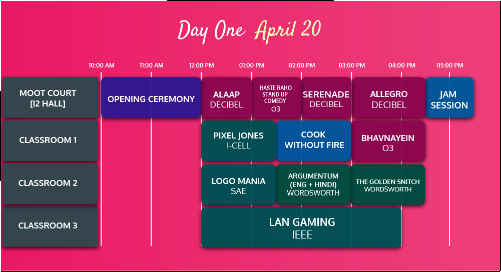 Day One April 20
10:00 AM 11:00 AM 12:00 PM 01:00 PM 02:00 PM 03:00 PM 04:00 PM 05:00 PM
MOOT COURT
[I2 HALL]
OPENING CEREMONY
ALAAP
DECIBEL
HASTE RAHO
STAND UP
COMEDY
O3
SERENADE
DECIBEL
ALLEGRO
DECIBEL
JAM
SESSION
CLASSROOM 1
PIXEL JONES
I-CELL
COOK
WITHOUT FIRE
BHAVNAYEIN
O3
CLASSROOM 2
LOGO MANIA
SAE
ARGUMENTUM
(ENG + HINDI)
WORDSWORTH
THE GOLDEN SNITCH
WORDSWORTH
CLASSROOM 3
LAN GAMING
IEEE